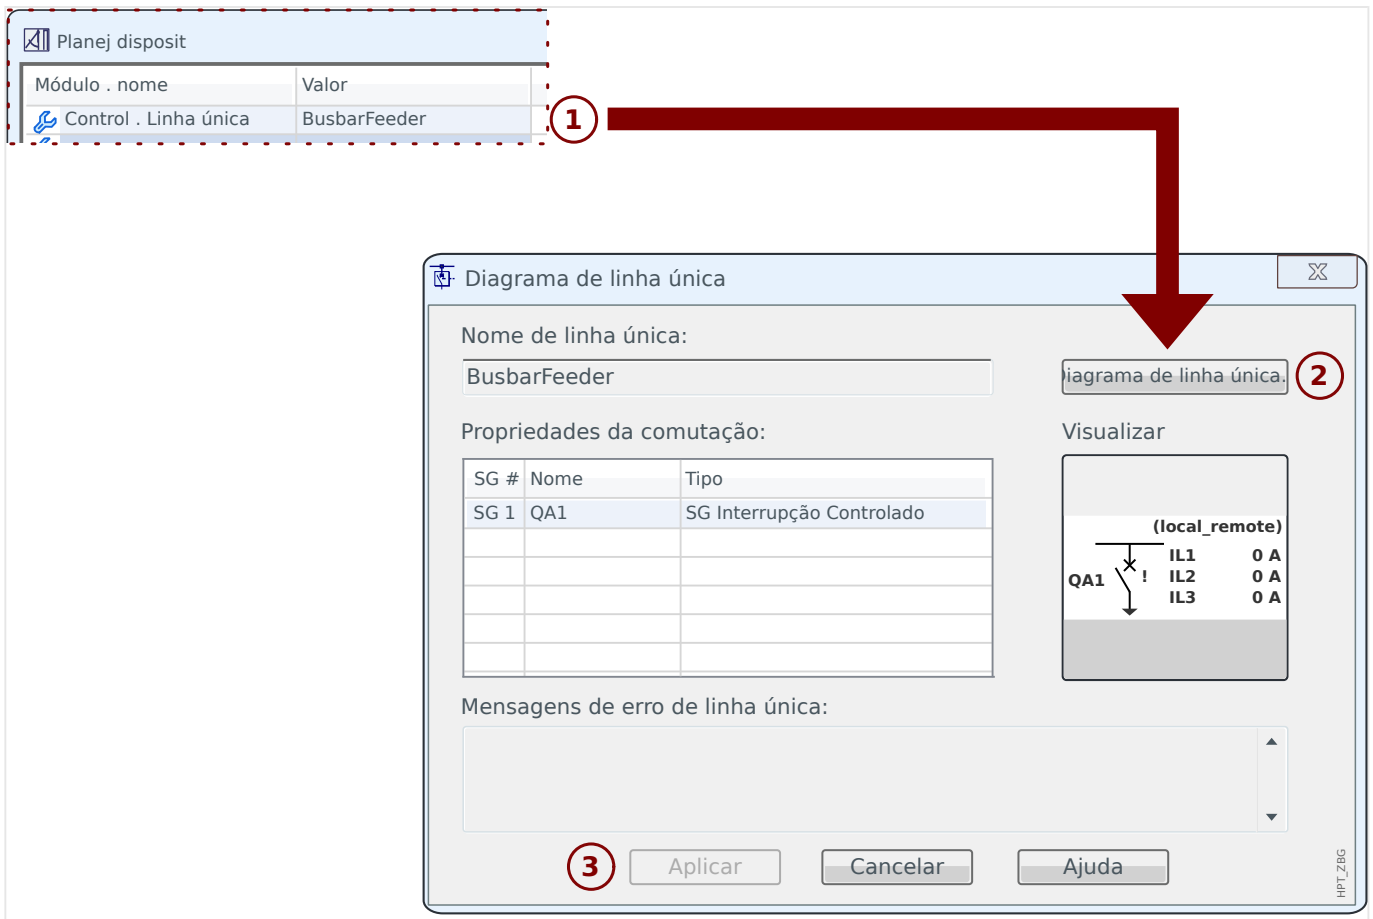 Planej disposit
Módulo . nome Valor
Control . Linha única BusbarFeeder
1
Diagrama de linha única
X
Nome de linha única:
BusbarFeeder
iagrama de linha única. 2
Propriedades da comutação: Visualizar
SG # Nome Tipo
SG 1 QA1 SG Interrupção Controlado
(local_remote)
IL1 0 A
QA1 ! IL2 0 A
IL3 0 A
Mensagens de erro de linha única:
3 Aplicar Cancelar Ajuda
HPT_ZBG